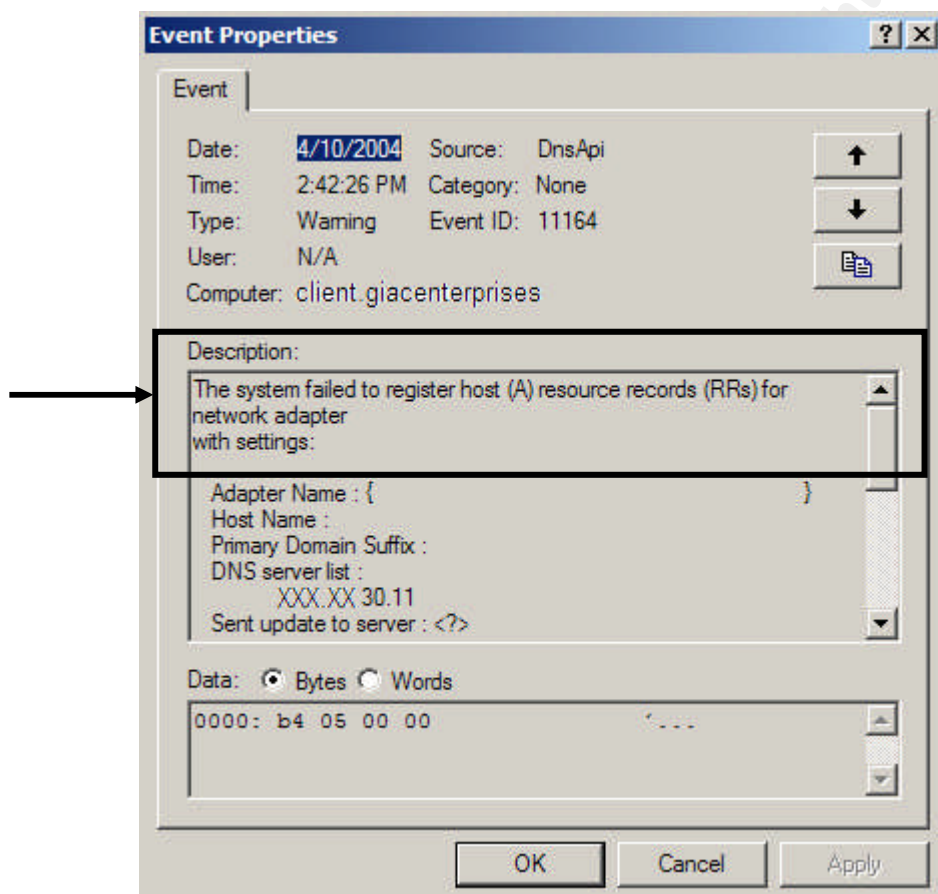 Event Properties
Event
Date: 4/10/2004 Source: DnsApi
Time: 2:42:26 PM Category: None
Type: Warning Event ID: 11164
User: N/A
Computer: client.giacenterprises
Description:
The system failed to register host (A) resource records (RRs) for
network adapter
with settings:
Adapter Name : { }
Host Name :
Primary Domain Suffix :
DNS server list :
XXX.XX 30.11
Sent update to server : <?>
Data: Bytes Words
0000: b4 05 00 00 ´...
OK Cancel Apply